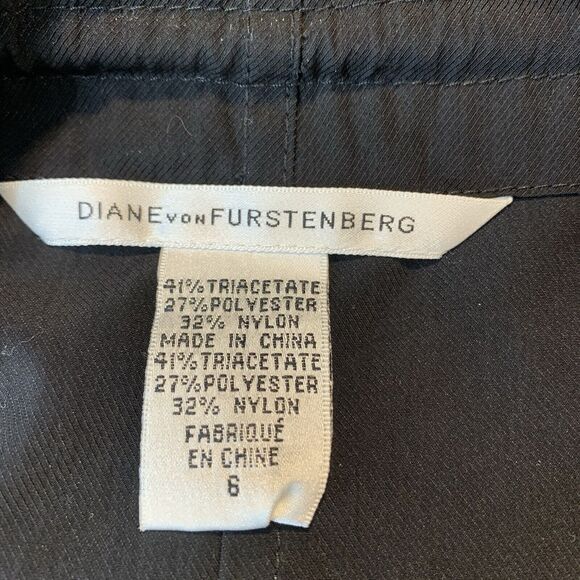 DIANE VON FURSTENBERG
41% TRIACETATE
27% POLYESTER
32% NYLON
MADE IN CHINA
41% TRIACETATE
27% POLYESTER
32% NYLON
FABRIQUÉ
EN CHINE
6